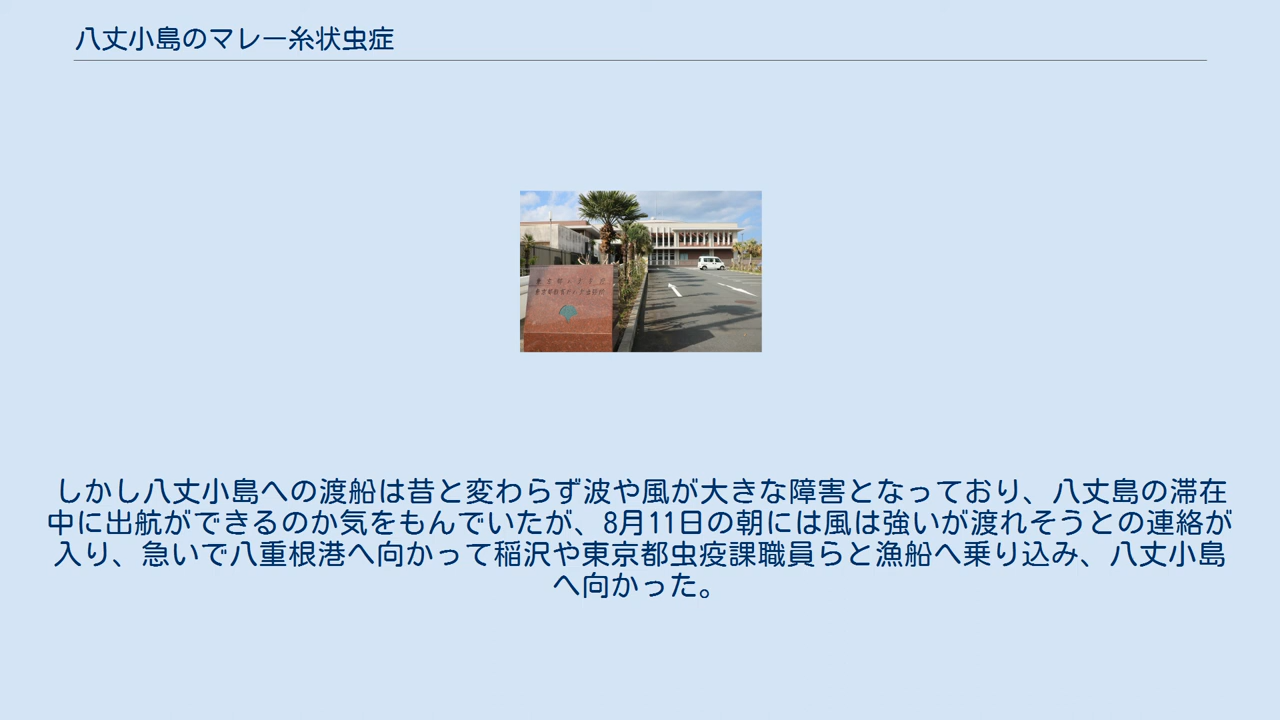 八丈小島のマレー糸状虫症
しかし八丈小島への渡船は昔と変わらず波や風が大きな障害となっており、八丈島の滞在
中に出航ができるのか気をもんでいたが、8月11日の朝には風は強いが渡れそうとの連絡が
入り、急いで八重根港へ向かって稲沢や東京都虫疫課職員らと漁船へ乗り込み、八丈小島
へ向かった。